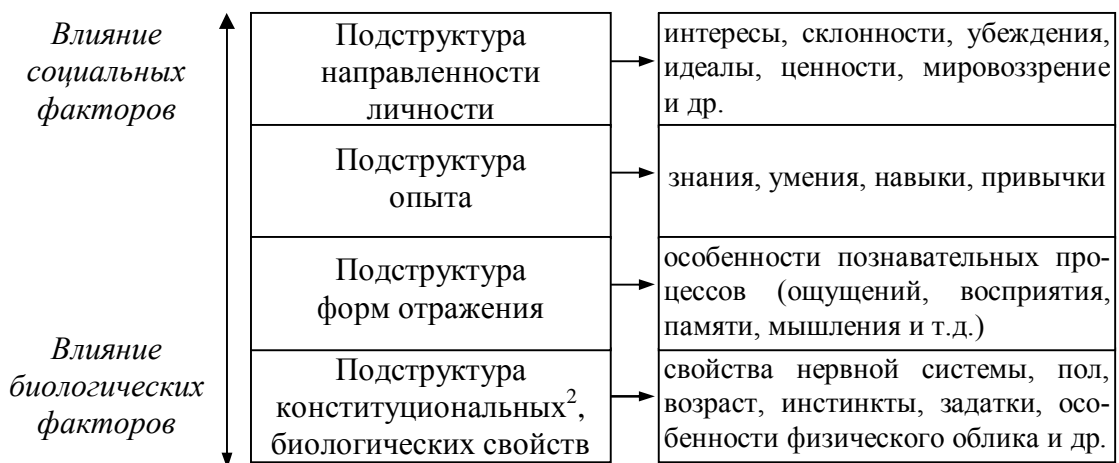 Влияние
социальных
факторов
Подструктура
направленности
личности
интересы, склонности, убеждения,
идеалы, ценности, мировоззрение
и др.
Подструктура
опыта
знания, умения, навыки, привычки
Подструктура
форм отражения
особенности познавательных про-
цессов (ощущений, восприятия,
памяти, мышления и т.д.)
Влияние
биологических
факторов
Подструктура
конституциональных²,
биологических свойств
свойства нервной системы, пол,
возраст, инстинкты, задатки, осо-
бенности физического облика и др.